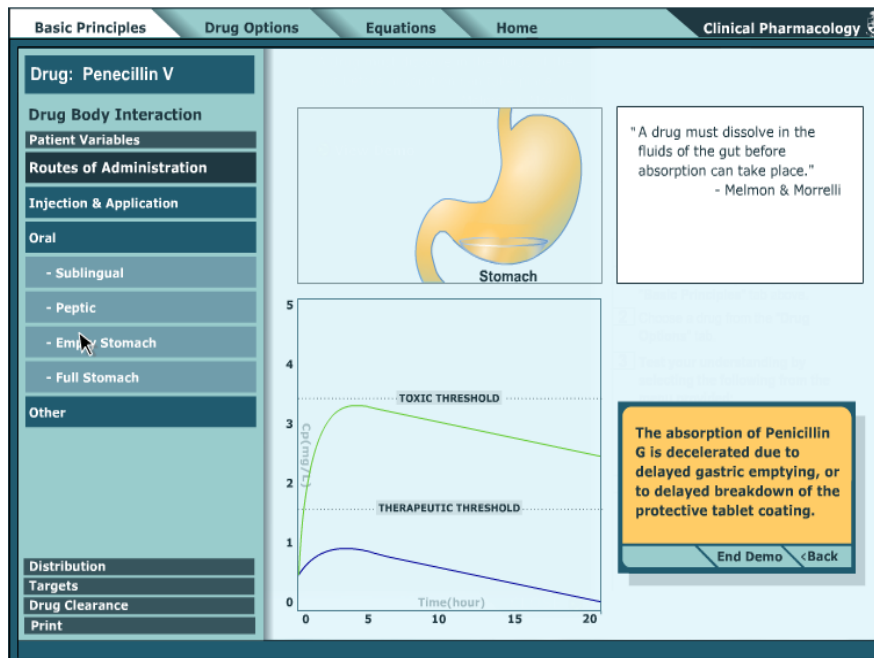 Basic Principles
Drug Options
Equations
Home
Clinical Pharmacology
Drug: Penecillin V
Drug Body Interaction
Patient Variables
Routes of Administration
Injection & Application
Oral
- Sublingual
- Peptic
- Empty Stomach
- Full Stomach
Other
Distribution
Targets
Drug Clearance
Print
Stomach
"A drug must dissolve in the
fluids of the gut before
absorption can take place."
- Melmon & Morrelli
5
4
3
2
1
0
Cp(mg/L)
TOXIC THRESHOLD
THERAPEUTIC THRESHOLD
Time(hour)
0
5
10
15
20
The absorption of Penicillin
G is decelerated due to
delayed gastric emptying, or
to delayed breakdown of the
protective tablet coating.
End Demo
<Back